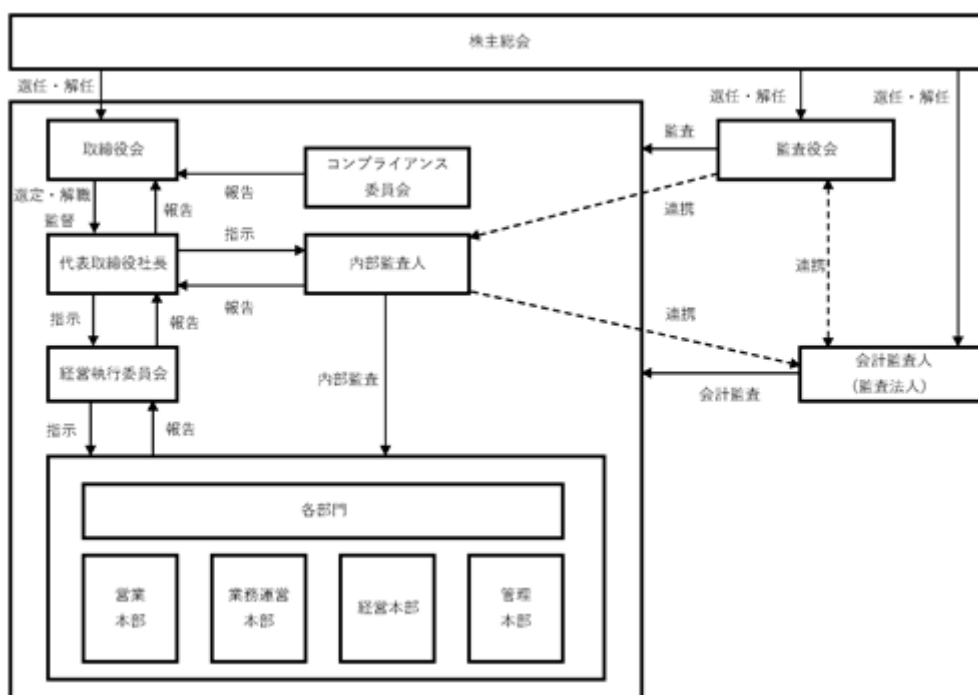 株主総会
選任・解任
選任・解任
選任・解任
取締役会
コンプライアンス
委員会
監査
監査役会
報告
選定・解職
監督
報告
連携
指示
代表取締役社長
内部監査人
報告
連携
指示
報告
連携
経営執行委員会
内部監査
会計監査人
(監査法人)
会計監査
指示
報告
各部門
営業
本部
業務運営
本部
経営本部
管理
本部